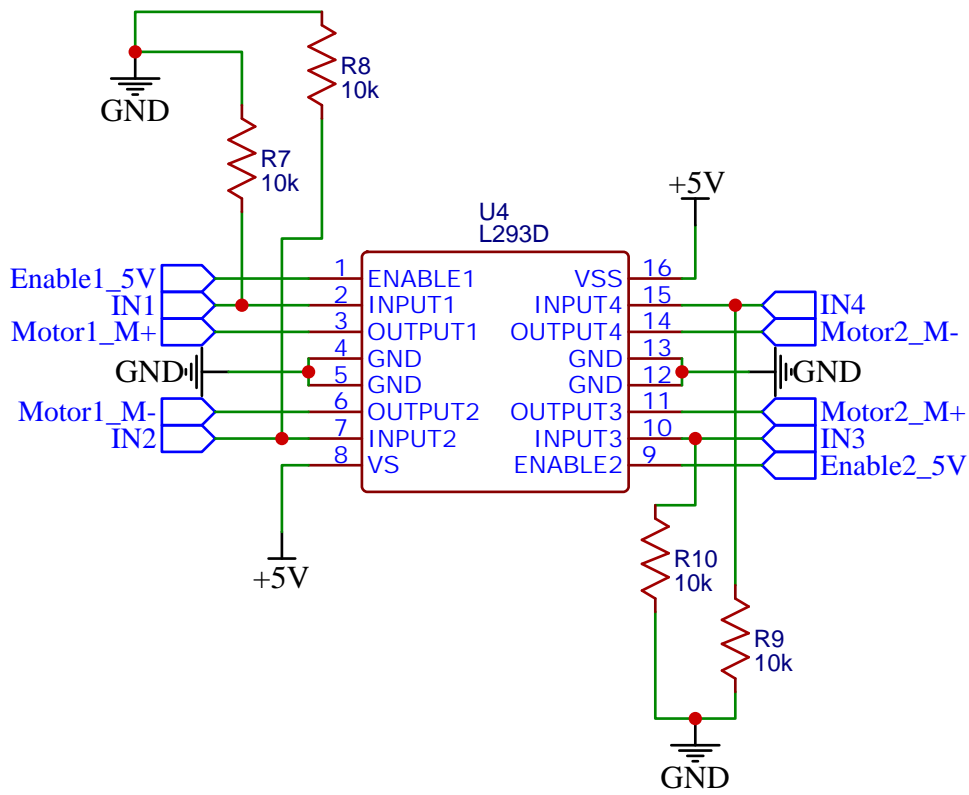 R8
10k
GND
R7
10k
+5V
U4
L293D
Enable1_5V
1
ENABLE1
VSS
16
IN1
2
INPUT1
INPUT4
15
IN4
Motor1_M+
3
OUTPUT1
OUTPUT4
14
Motor2_M-
GND
4
GND
GND
13
GND
5
GND
GND
12
Motor1_M-
6
OUTPUT2
OUTPUT3
11
Motor2_M+
IN2
7
INPUT2
INPUT3
10
IN3
8
VS
ENABLE2
9
Enable2_5V
+5V
R10
10k
R9
10k
GND